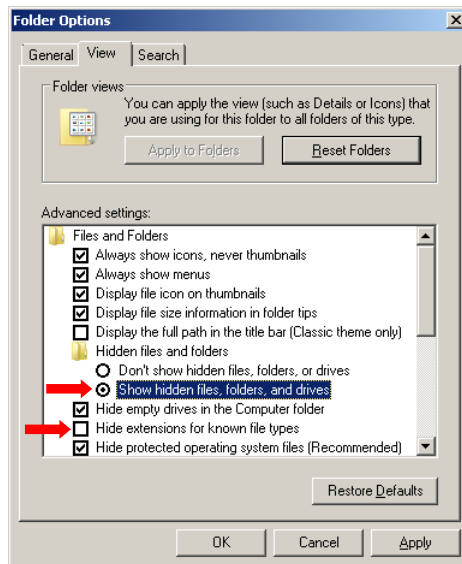 Folder Options
General View Search
Folder views
You can apply the view (such as Details or Icons) that
you are using for this folder to all folders of this type.
Apply to Folders Reset Folders
Advanced settings:
Files and Folders
Always show icons, never thumbnails
Always show menus
Display file icon on thumbnails
Display file size information in folder tips
Display the full path in the title bar (Classic theme only)
Hidden files and folders
Don't show hidden files, folders, or drives
Show hidden files, folders, and drives
Hide empty drives in the Computer folder
Hide extensions for known file types
Hide protected operating system files (Recommended)
Restore Defaults
OK Cancel Apply